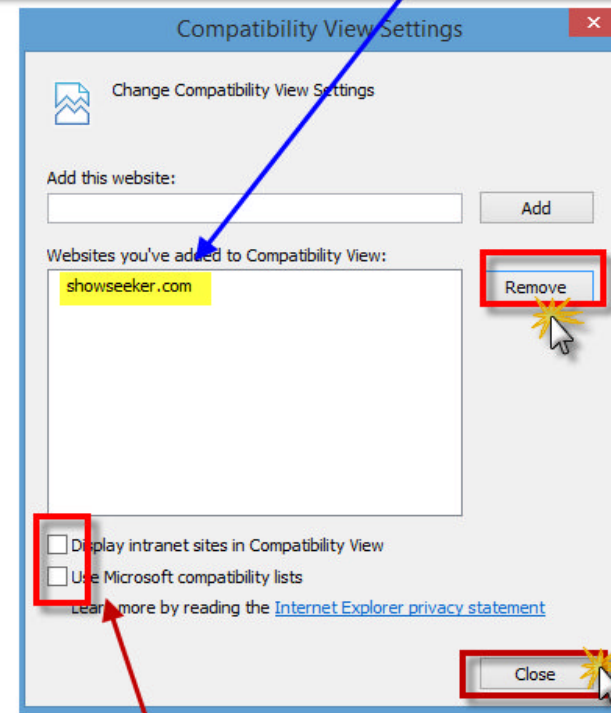 Compatibility View Settings
Change Compatibility View Settings
Add this website:
Add
Websites you've added to Compatibility View:
showseeker.com
Remove
Display intranet sites in Compatibility View
Use Microsoft compatibility lists
Learn more by reading the Internet Explorer privacy statement
Close